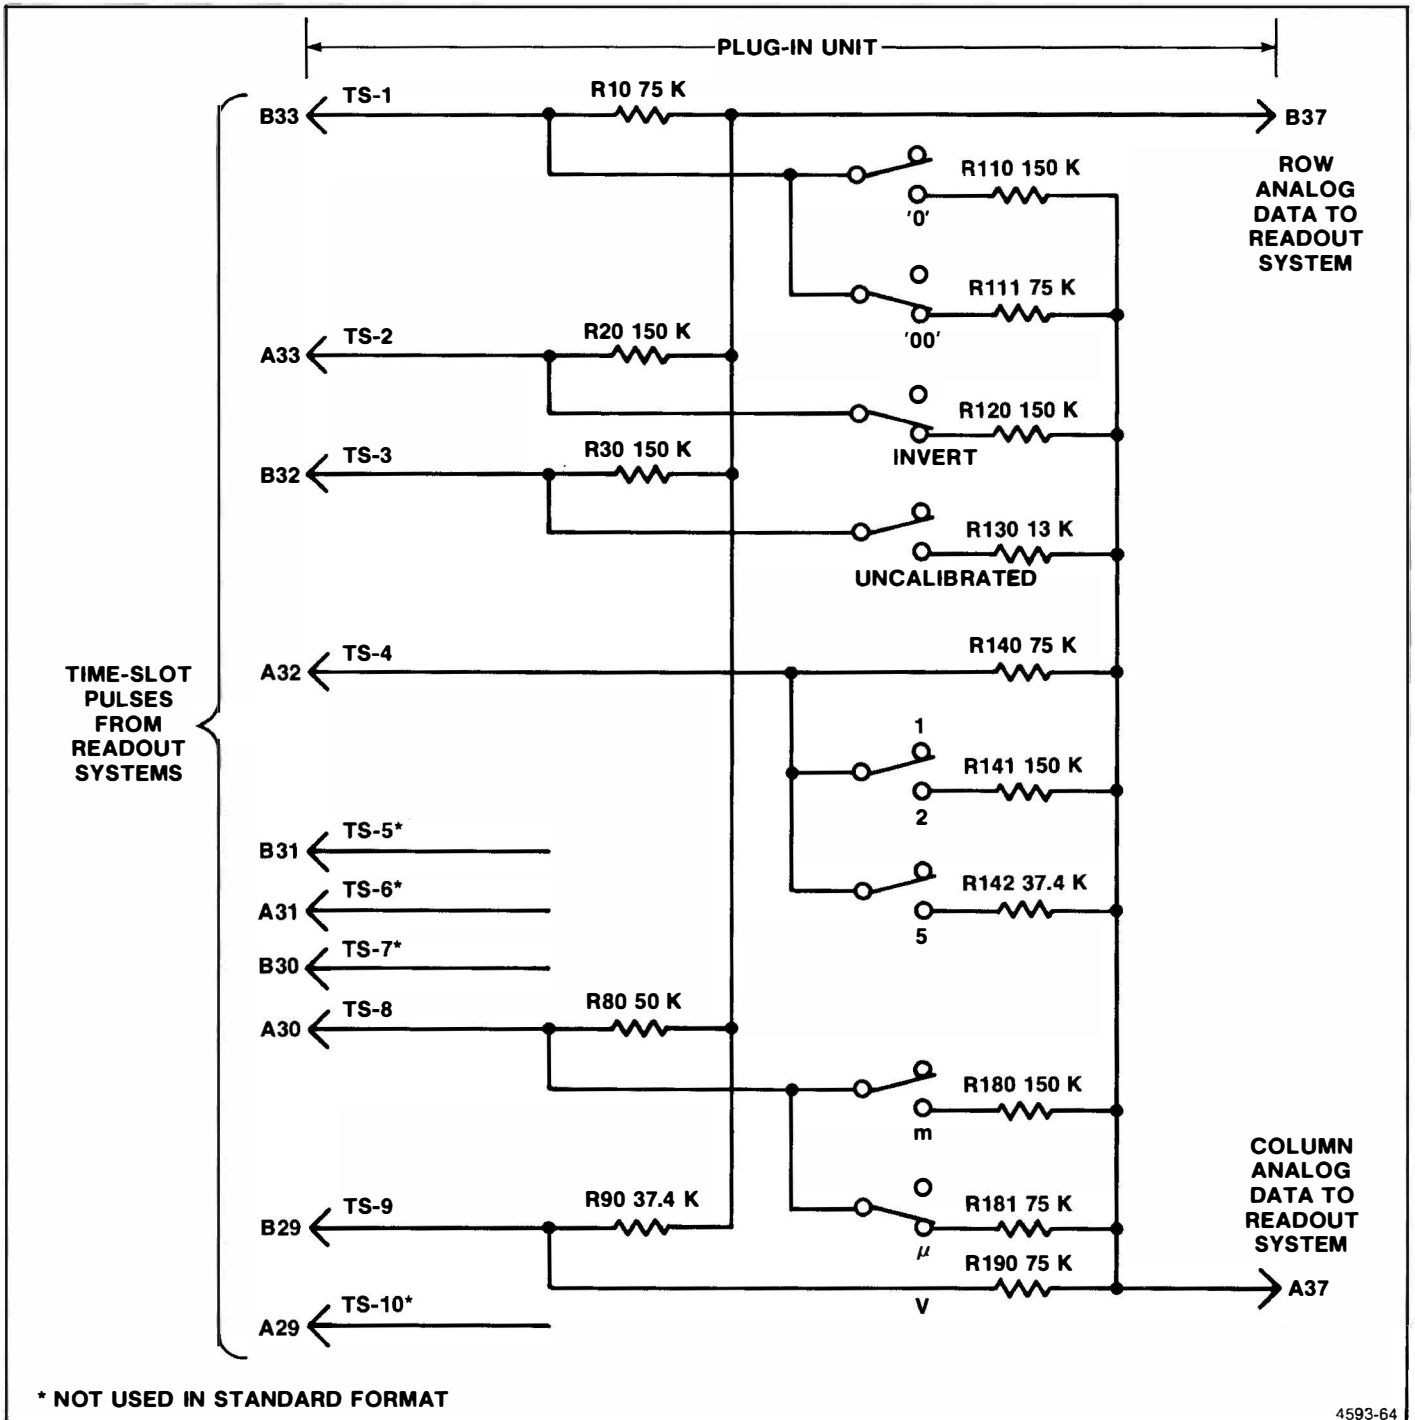 PLUG-IN UNIT
B33
TS-1
R10 75 K
B37
ROW
ANALOG
DATA TO
READOUT
SYSTEM
R110 150 K
'0'
R111 75 K
'00'
A33
TS-2
R20 150 K
R120 150 K
INVERT
B32
TS-3
R30 150 K
R130 13 K
UNCALIBRATED
TIME-SLOT
PULSES
FROM
READOUT
SYSTEMS
A32
TS-4
R140 75 K
1
R141 150 K
2
R142 37.4 K
5
B31
TS-5*
A31
TS-6*
B30
TS-7*
A30
TS-8
R80 50 K
R180 150 K
m
R181 75 K
μ
B29
TS-9
R90 37.4 K
R190 75 K
V
COLUMN
ANALOG
DATA TO
READOUT
SYSTEM
A37
A29
TS-10*
* NOT USED IN STANDARD FORMAT
4593-64